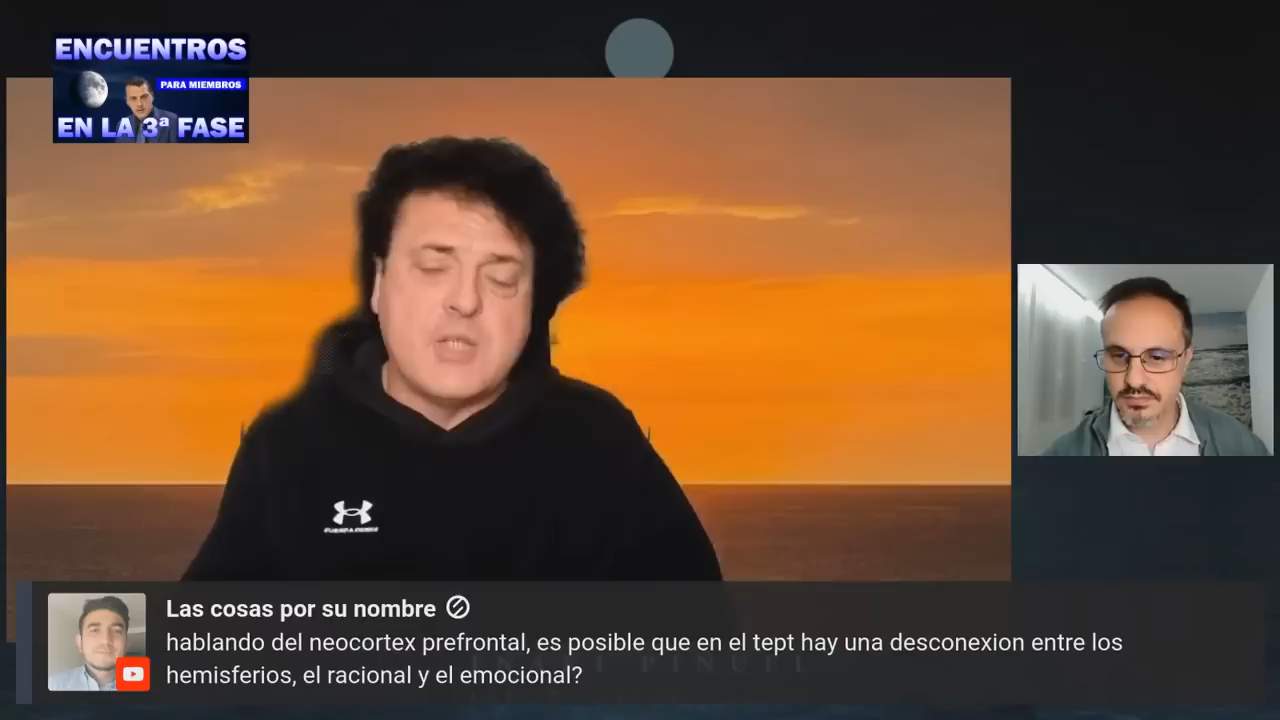 ENCUENTROS
PARA MIEMBROS
EN LA 3ª FASE
Las cosas por su nombre
hablando del neocortex prefrontal, es posible que en el tept hay una desconexion entre los
hemisferios, el racional y el emocional?